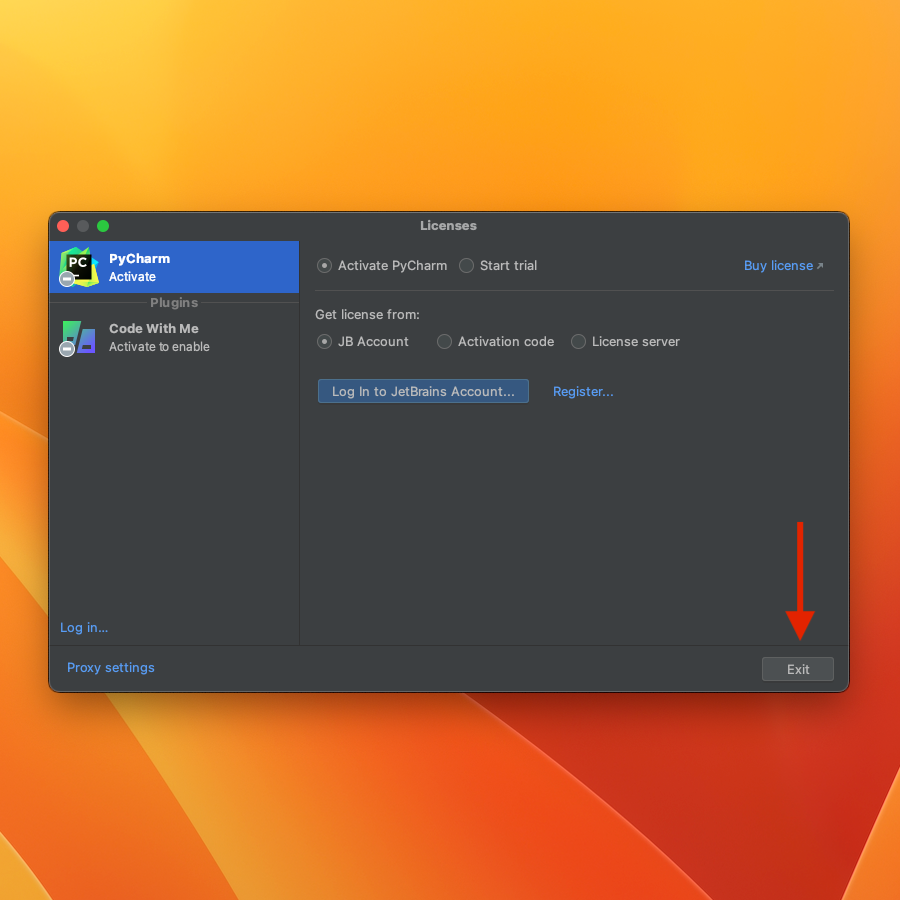 Licenses
PC
PyCharm
Activate
Plugins
Code With Me
Activate to enable
Log in...
Activate PyCharm
Start trial
Buy license
Get license from:
JB Account
Activation code
License server
Log In to JetBrains Account...
Register...
Proxy settings
Exit